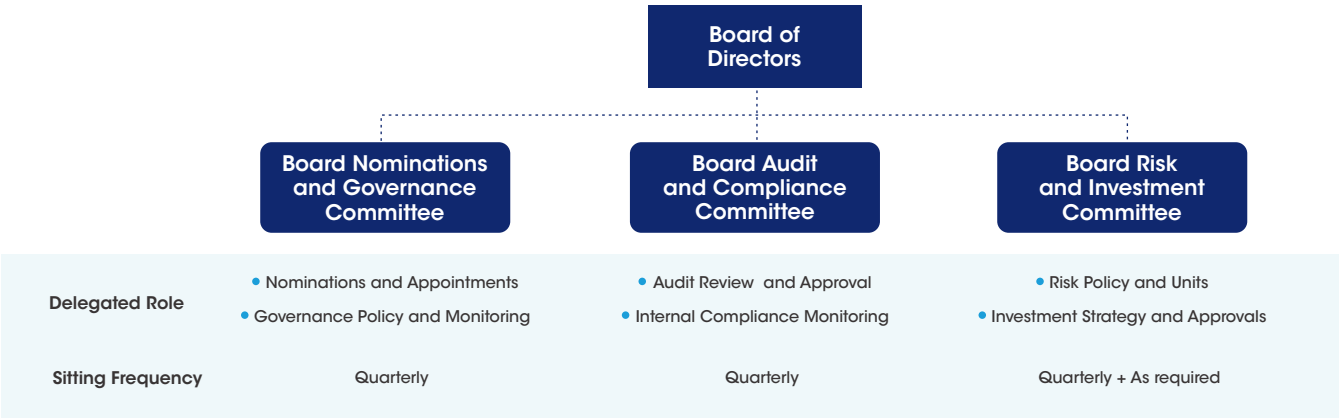 Board of
Directors
Board Nominations
and Governance
Committee
Board Audit
and Compliance
Committee
Board Risk
and Investment
Committee
Delegated Role
• Nominations and Appointments
• Governance Policy and Monitoring
• Audit Review and Approval
• Internal Compliance Monitoring
• Risk Policy and Units
• Investment Strategy and Approvals
Sitting Frequency
Quarterly
Quarterly
Quarterly + As required